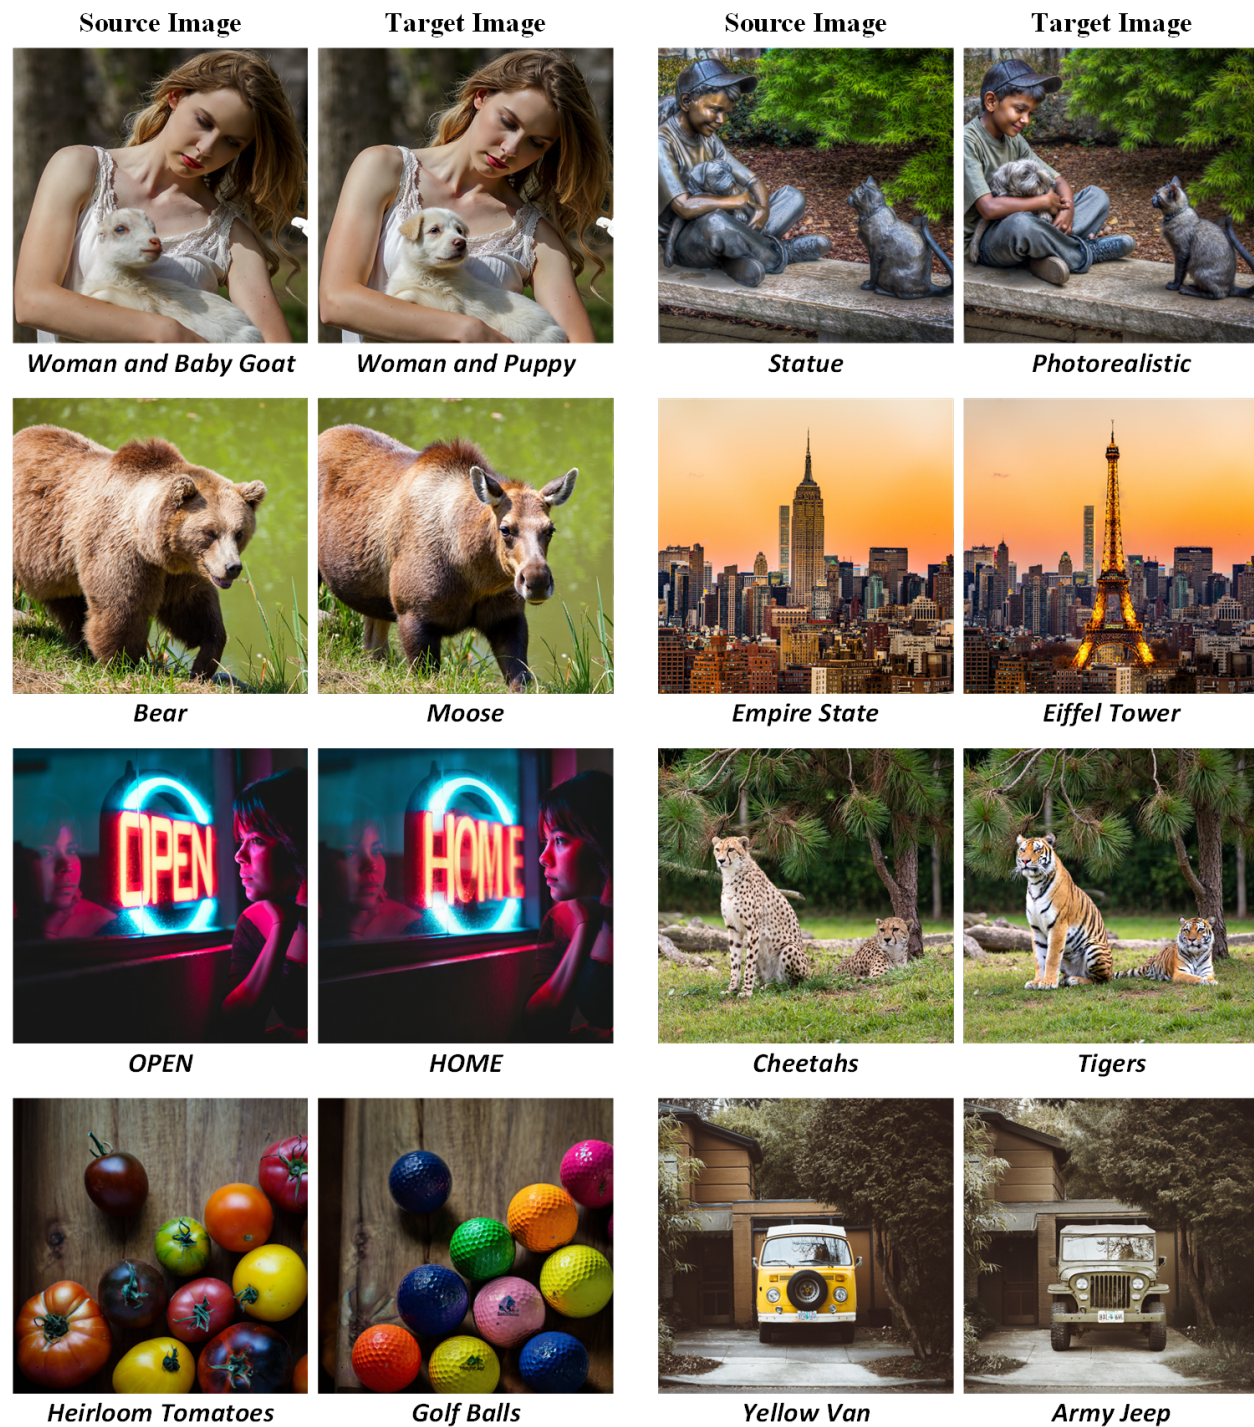 Source Image Target Image Source Image Target Image
Woman and Baby Goat Woman and Puppy Statue Photorealistic
Bear Moose Empire State Eiffel Tower
OPEN HOME
OPEN HOME Cheetahs Tigers
Heirloom Tomatoes Golf Balls Yellow Van Army Jeep